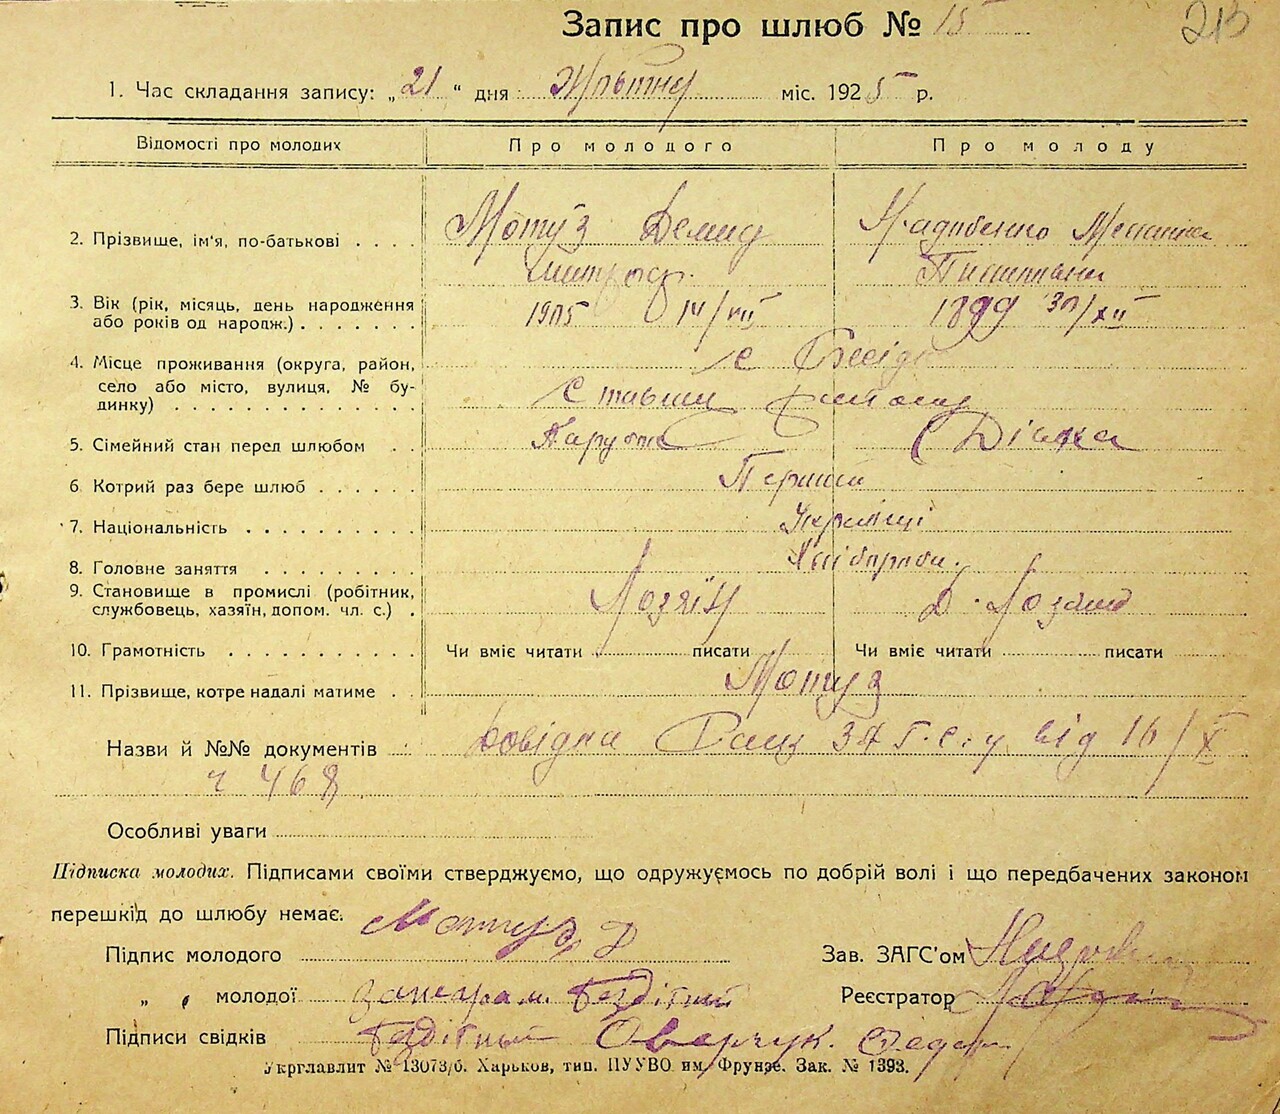 Запис про шлюб № 15
213
1. Час складання запису: „21“ дня Жовтня міс. 1925 р.
Відомості про молодих Про молодого Про молоду
2. Прізвище, ім‘я, по-батькові . . . . Мотуз Демид
3. Вік (рік, місяць, день народження 1905 14/VII 1899 30/XII
або років од народж.) . . . . . . .
4. Місце проживання (округа, район, с
село або місто, вулиця, № бу-
динку) . . . . . . . . . . . . . Ставищ району
5. Сімейний стан перед шлюбом . . Парубок Дівка
6. Котрий раз бере шлюб . . . . . . Перший
7. Національність . . . . . . . . . Українці
8. Головне заняття . . . . . . . . Хлібороби.
9. Становище в промислі (робітник, Хозяїн Д.
службовець, хазяїн, допом. чл. с.) .
10. Грамотність . . . . . . . . . . Чи вміє читати писати Чи вміє читати писати
11. Прізвище, котре надалі матиме . . Мотуз
Назви й №№ документів Довідка від 16/X
ч 468
Особливі уваги
Підписка молодих. Підписами своїми стверджуємо, що одружуємось по добрій волі і що передбачених законом
перешкід до шлюбу немає.
Підпис молодого Мотуз Д Зав. ЗАГС'ом
„ молодої Реєстратор
Підписи свідків Оверчук.
Укрглавлит № 13073/б. Харьков, тип. ПУУВО им. Фрунзе. Зак. № 1393.